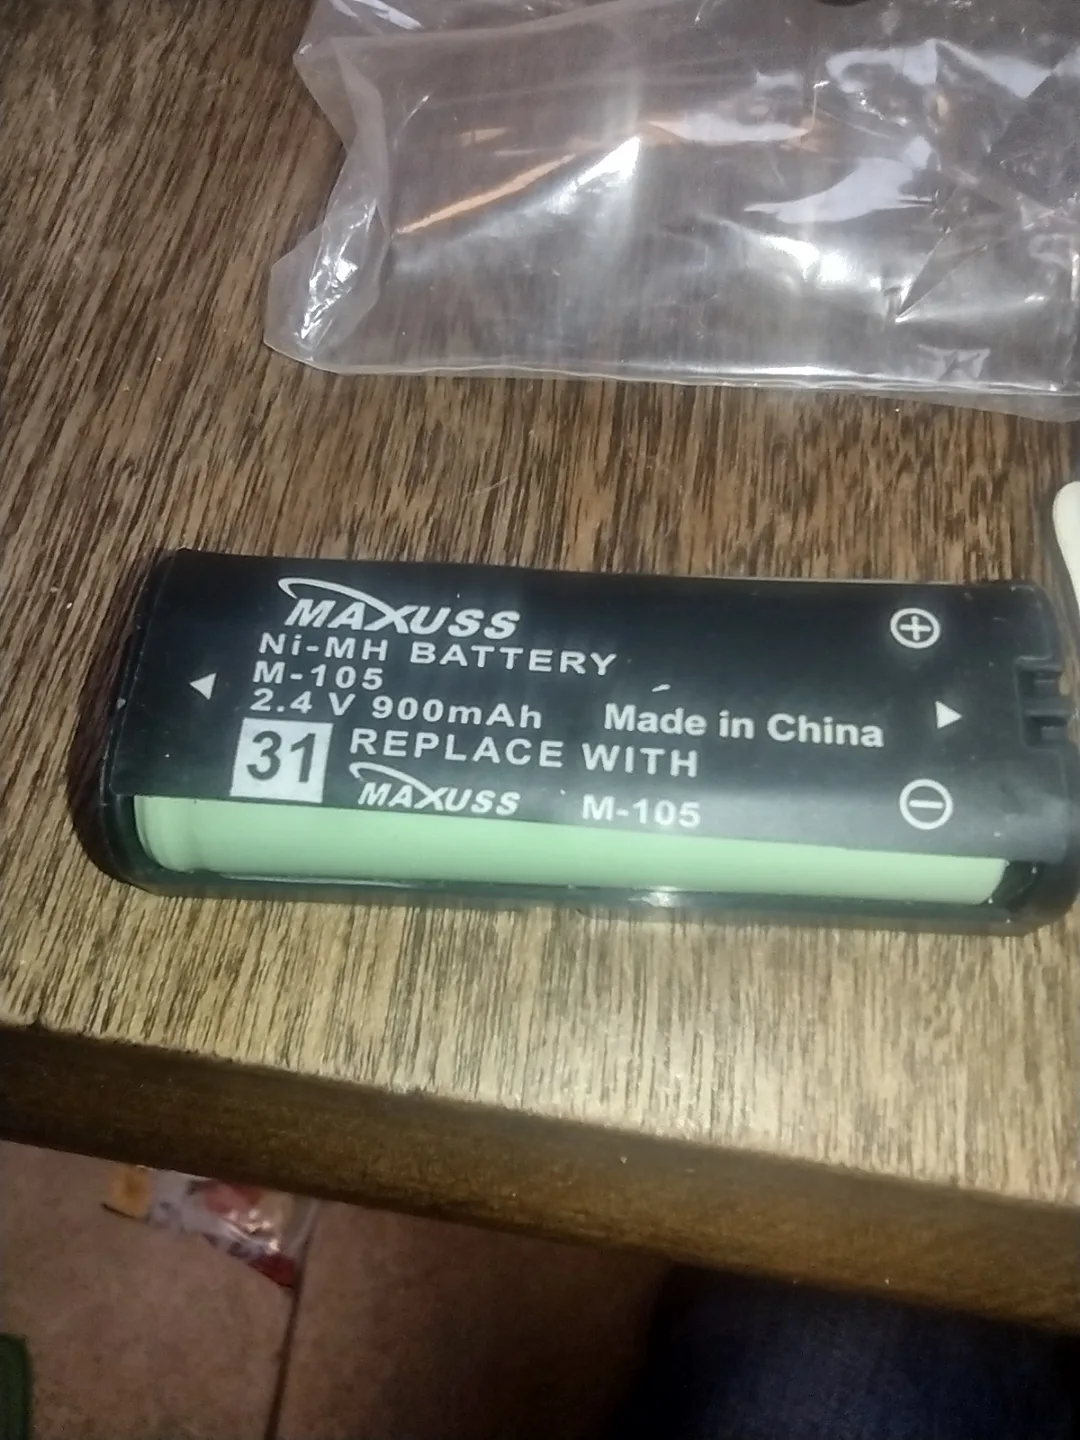 MAXUSS
Ni-MH BATTERY
M-105
2.4 V 900mAh
Made in China
31
REPLACE WITH
MAXUSS M-105